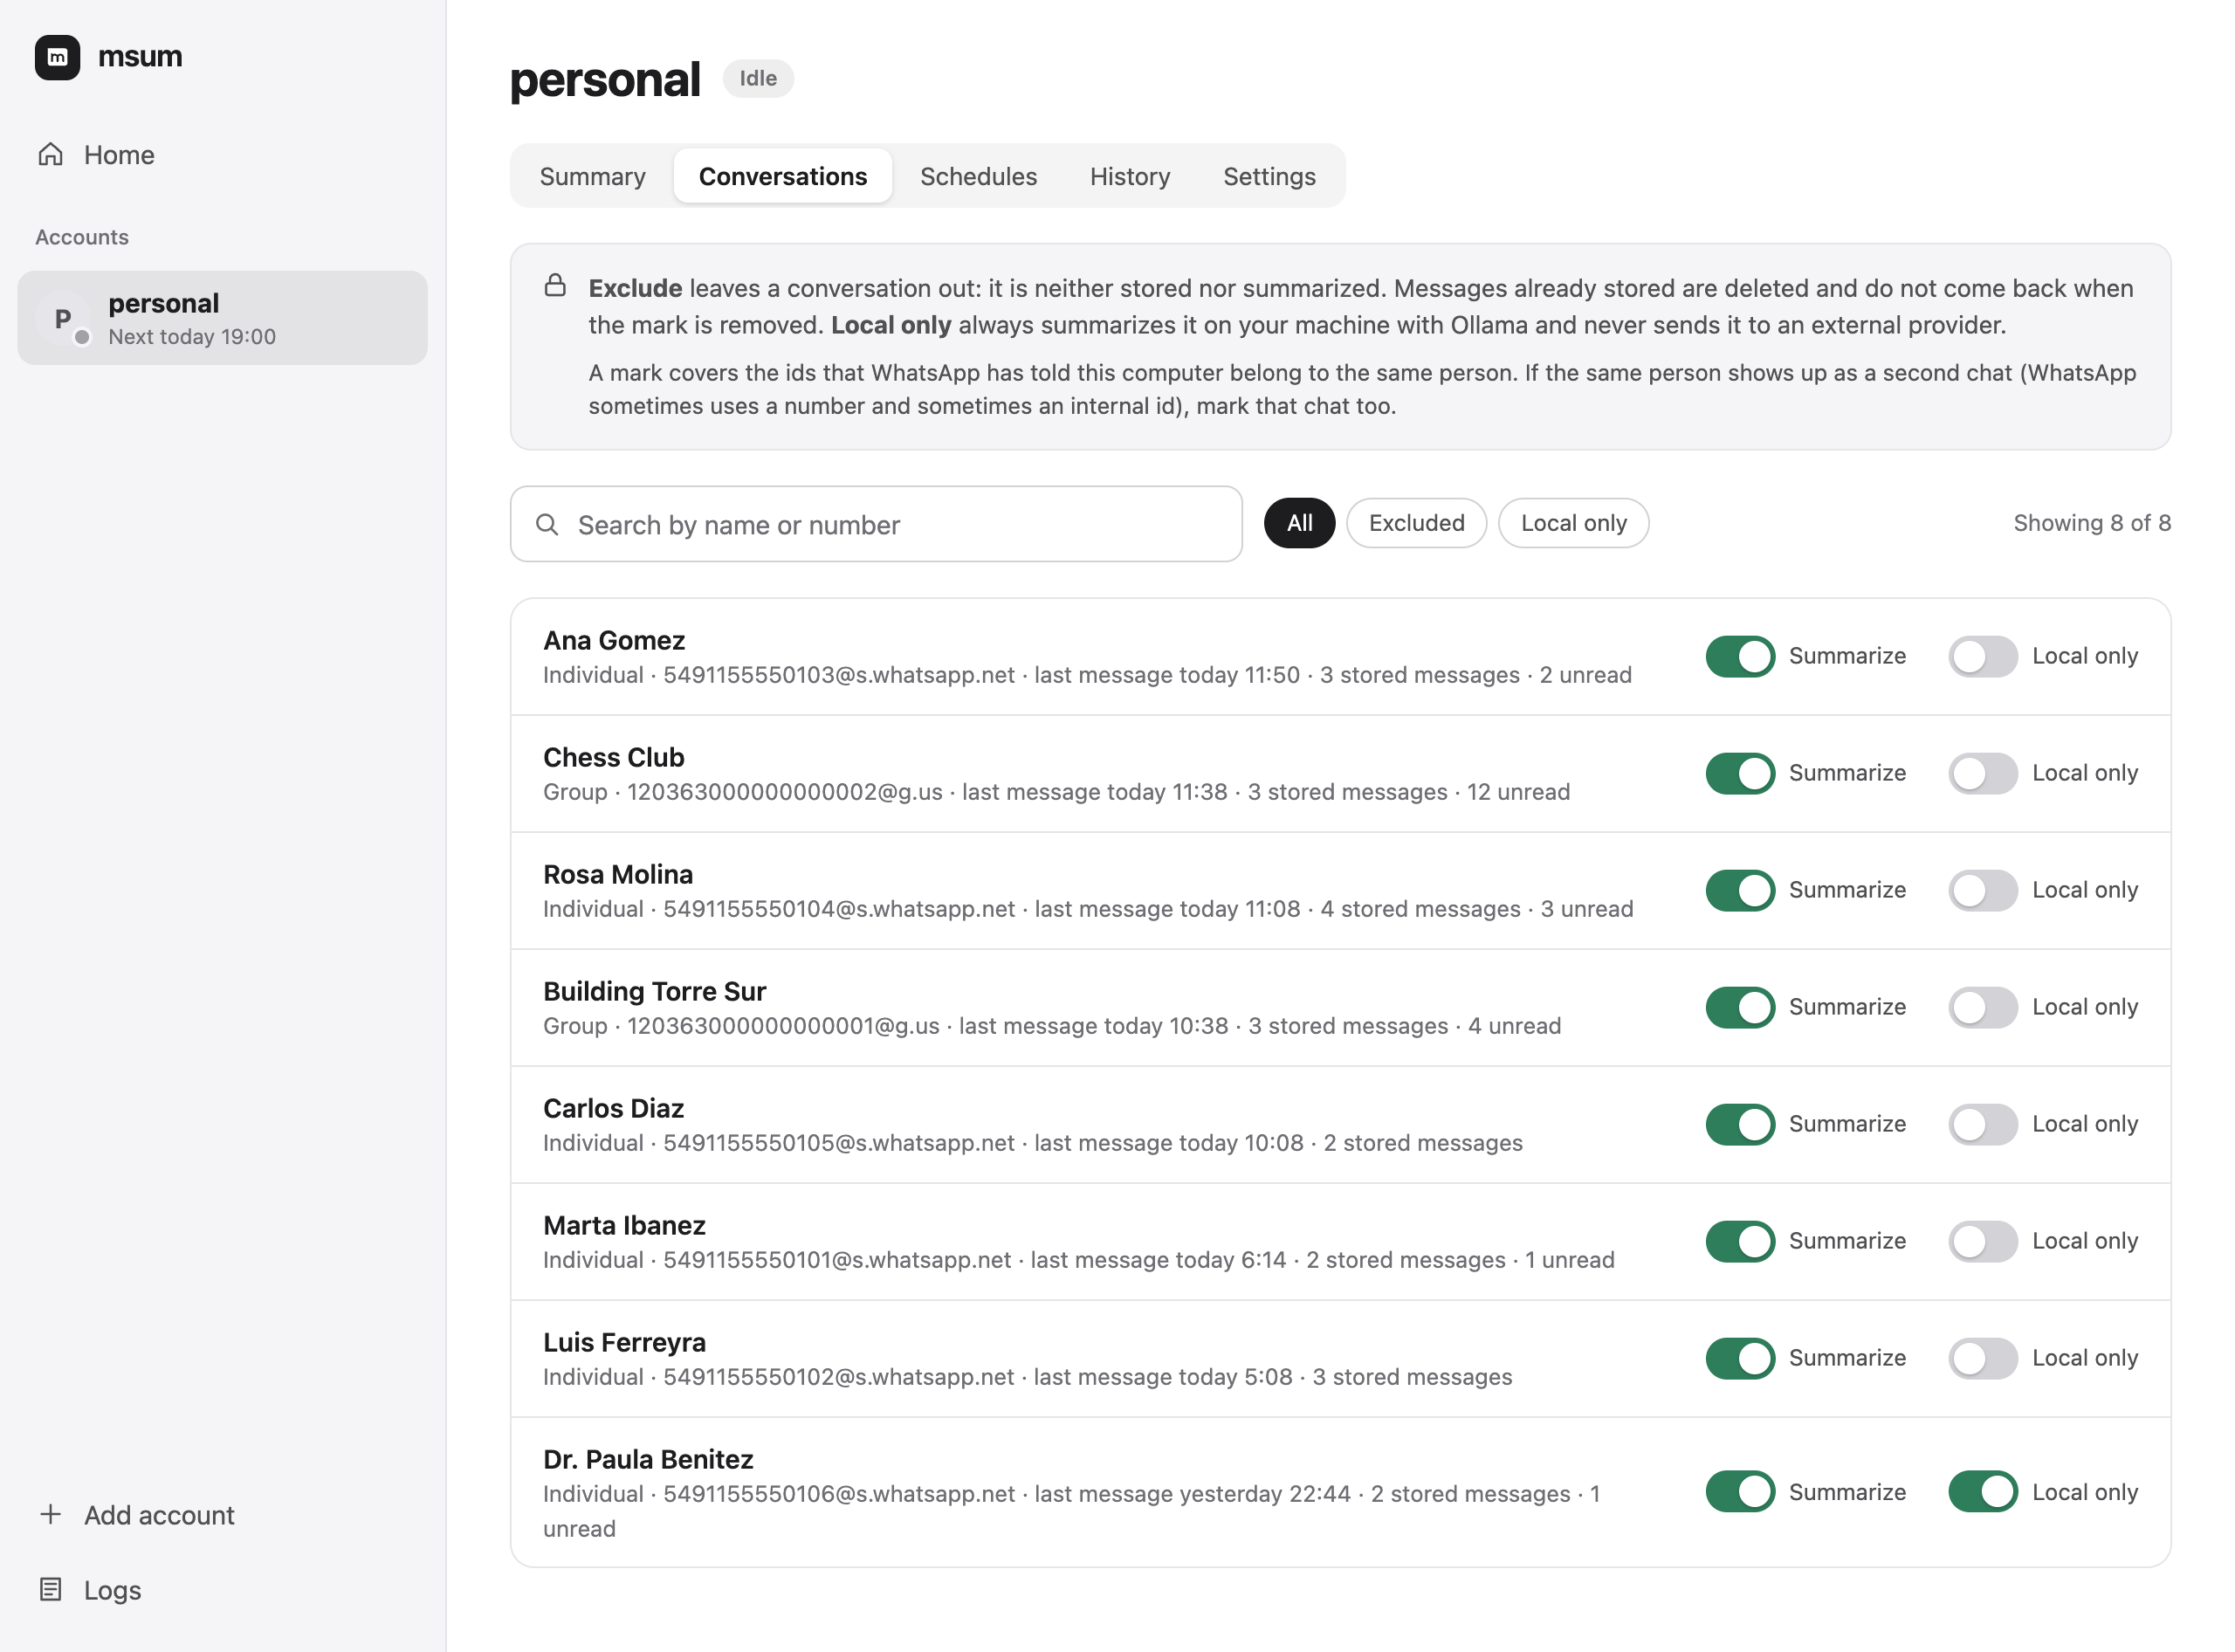 msum
Home
Accounts
P
personal
Next today 19:00
Add account
Logs
personal
Idle
Summary
Conversations
Schedules
History
Settings
Exclude leaves a conversation out: it is neither stored nor summarized. Messages already stored are deleted and do not come back when
the mark is removed. Local only always summarizes it on your machine with Ollama and never sends it to an external provider.
A mark covers the ids that WhatsApp has told this computer belong to the same person. If the same person shows up as a second chat (WhatsApp
sometimes uses a number and sometimes an internal id), mark that chat too.
Search by name or number
All
Excluded
Local only
Showing 8 of 8
Ana Gomez
Individual · 5491155550103@s.whatsapp.net · last message today 11:50 · 3 stored messages · 2 unread
Summarize
Local only
Chess Club
Group · 120363000000000002@g.us · last message today 11:38 · 3 stored messages · 12 unread
Summarize
Local only
Rosa Molina
Individual · 5491155550104@s.whatsapp.net · last message today 11:08 · 4 stored messages · 3 unread
Summarize
Local only
Building Torre Sur
Group · 120363000000000001@g.us · last message today 10:38 · 3 stored messages · 4 unread
Summarize
Local only
Carlos Diaz
Individual · 5491155550105@s.whatsapp.net · last message today 10:08 · 2 stored messages
Summarize
Local only
Marta Ibanez
Individual · 5491155550101@s.whatsapp.net · last message today 6:14 · 2 stored messages · 1 unread
Summarize
Local only
Luis Ferreyra
Individual · 5491155550102@s.whatsapp.net · last message today 5:08 · 3 stored messages
Summarize
Local only
Dr. Paula Benitez
Individual · 5491155550106@s.whatsapp.net · last message yesterday 22:44 · 2 stored messages · 1
unread
Summarize
Local only